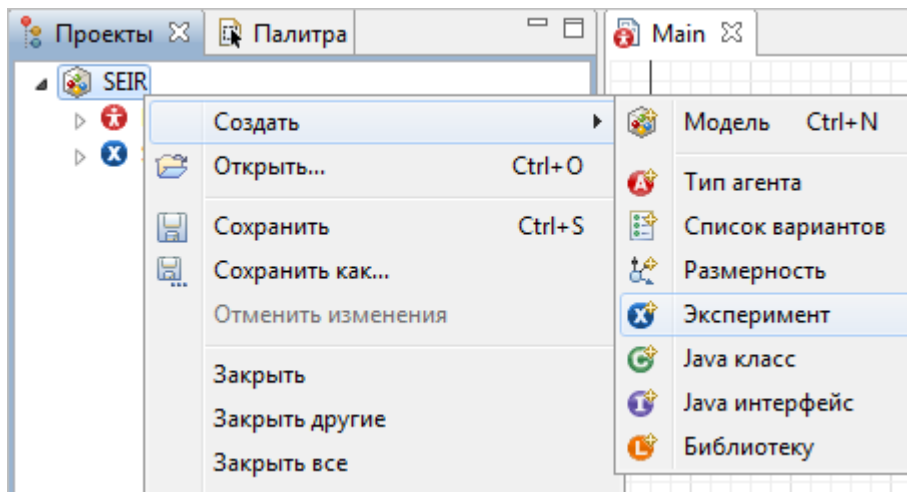 Проекты Палитра Main
SEIR
Создать
Открыть... Ctrl+O
Сохранить Ctrl+S
Сохранить как...
Отменить изменения
Закрыть
Закрыть другие
Закрыть все
Модель Ctrl+N
Тип агента
Список вариантов
Размерность
Эксперимент
Java класс
Java интерфейс
Библиотеку